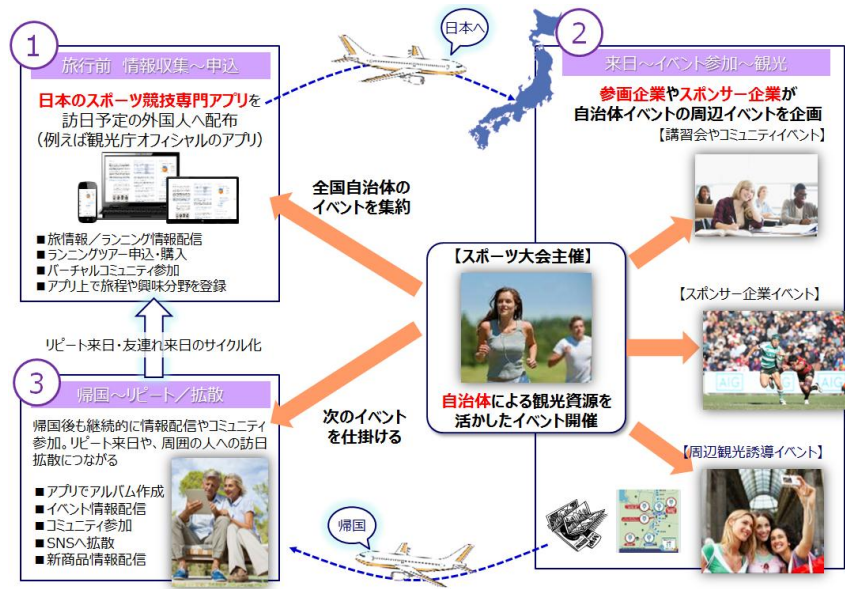 1
旅行前 情報収集～申込
日本のスポーツ競技専門アプリを
訪日予定の外国人へ配布
(例えば観光庁オフィシャルのアプリ)
■旅情報／ランニング情報配信
■ランニングツアー申込・購入
■バーチャルコミュニティ参加
■アプリ上で旅程や興味分野を登録
日本へ
2
来日～イベント参加～観光
参画企業やスポンサー企業が
自治体イベントの周辺イベントを企画
【講習会やコミュニティイベント】
全国自治体の
イベントを集約
【スポーツ大会主催】
自治体による観光資源を
活かしたイベント開催
【スポンサー企業イベント】
AIG
AIG
【周辺観光誘導イベント】
リピート来日・友連れ来日のサイクル化
3
帰国～リピート／拡散
帰国後も継続的に情報配信やコミュニティ
参加。リピート来日や、周囲の人への訪日
拡散につながる
■アプリでアルバム作成
■イベント情報配信
■コミュニティ参加
■SNSへ拡散
■新商品情報配信
次のイベント
を仕掛ける
帰国